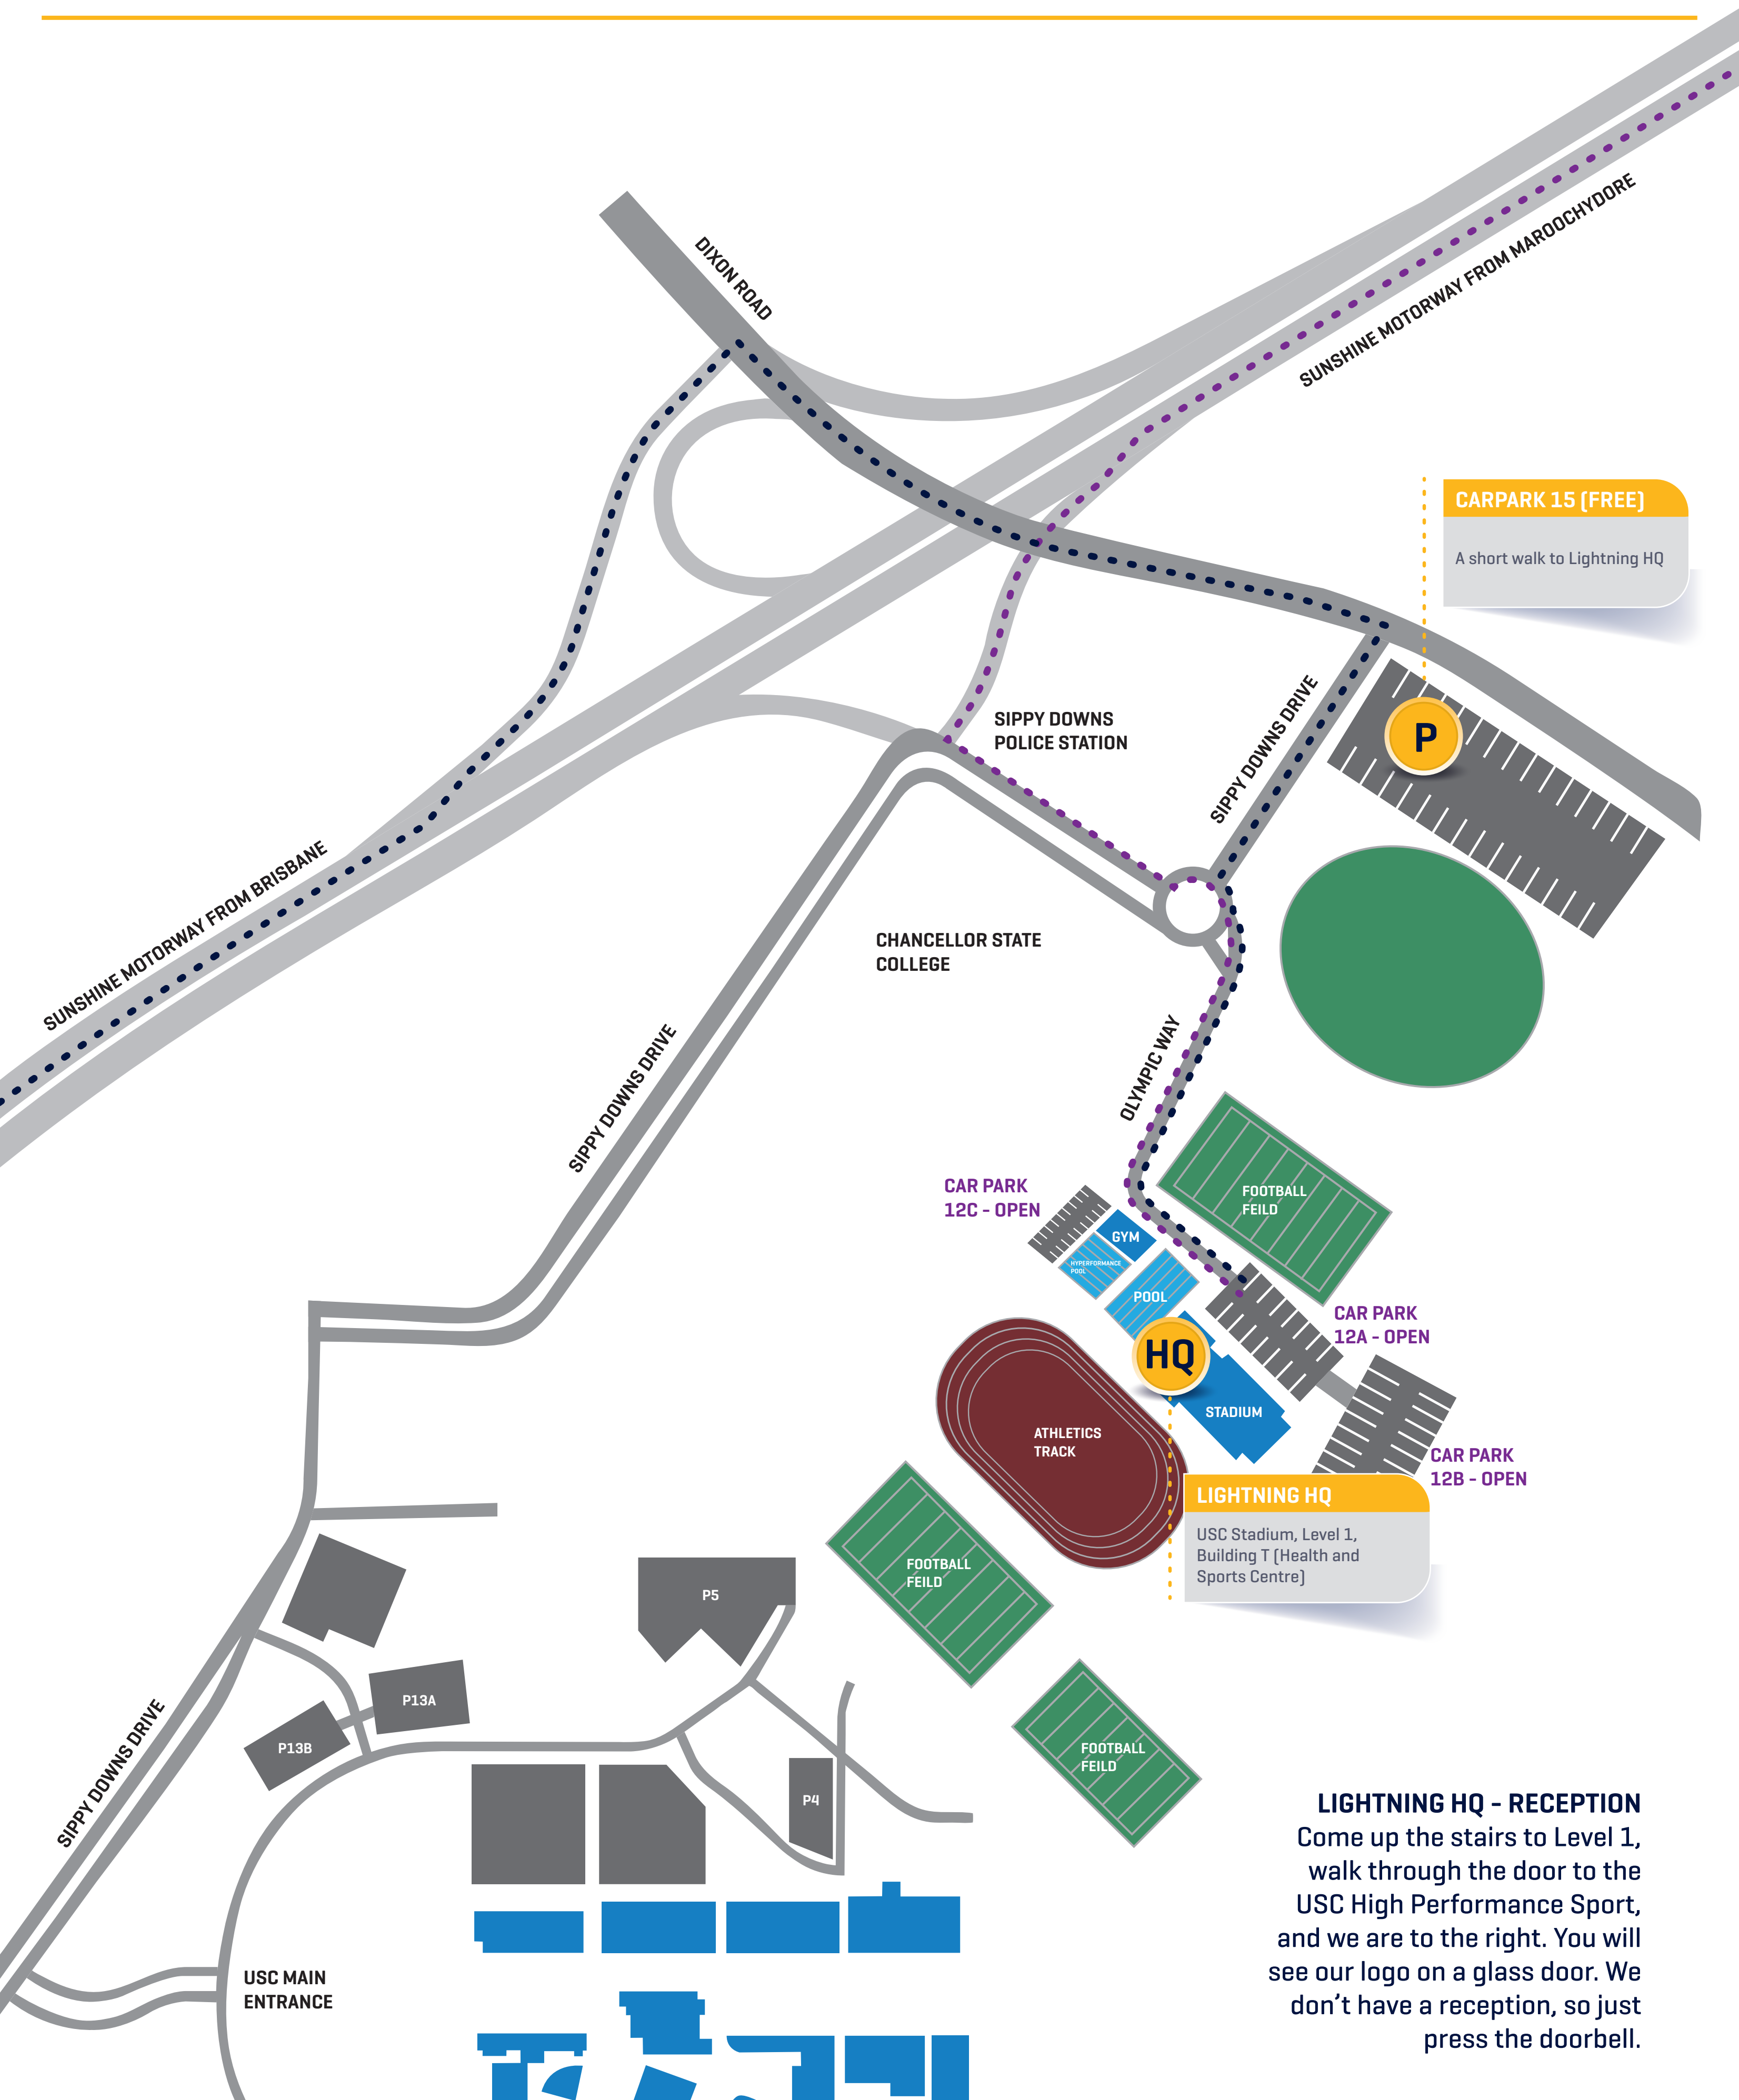 DIXON ROAD
SUNSHINE MOTORWAY FROM MAROOCHYDORE
CARPARK 15 (FREE)
A short walk to Lightning HQ
P
SIPPY DOWNS
POLICE STATION
SIPPY DOWNS DRIVE
SUNSHINE MOTORWAY FROM BRISBANE
CHANCELLOR STATE
COLLEGE
SIPPY DOWNS DRIVE
OLYMPIC WAY
CAR PARK
12C - OPEN
FOOTBALL
FEILD
GYM
HYPERFORMANCE
POOL
POOL
CAR PARK
12A - OPEN
HQ
STADIUM
ATHLETICS
TRACK
CAR PARK
12B - OPEN
LIGHTNING HQ
USC Stadium, Level 1,
Building T (Health and
Sports Centre)
FOOTBALL
FEILD
P5
P13A
P13B
SIPPY DOWNS DRIVE
FOOTBALL
FEILD
P4
LIGHTNING HQ - RECEPTION
Come up the stairs to Level 1,
walk through the door to the
USC High Performance Sport,
and we are to the right. You will
see our logo on a glass door. We
don't have a reception, so just
press the doorbell.
USC MAIN
ENTRANCE